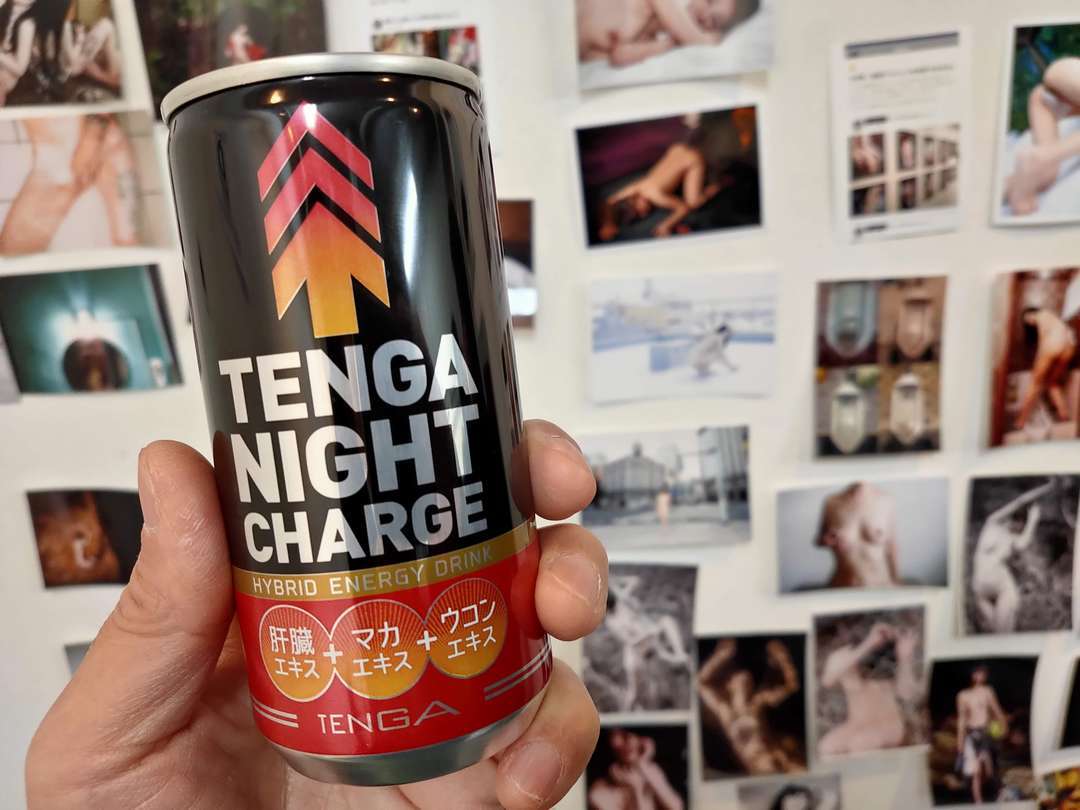 TENGA
NIGHT
CHARGE
HYBRID ENERGY DRINK
肝臓
エキス
+
マカ
エキス
+
ウコン
エキス
TENGA